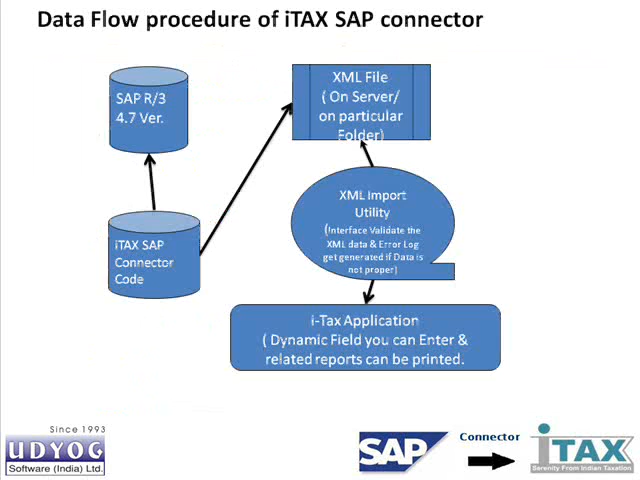 Data Flow procedure of iTAX SAP connector
SAP R/3
4.7 Ver.
XML File
( On Server/
on particular
Folder)
iTAX SAP
Connector
Code
XML Import
Utility
(Interface Validate the
XML data & Error Log
get generated if Data is
not proper)
i-Tax Application
( Dynamic Field you can Enter &
related reports can be printed.
Since 1993
UDYOG
Software (India) Ltd.
SAP
Connector
iTAX
Serenity From Indian Taxation